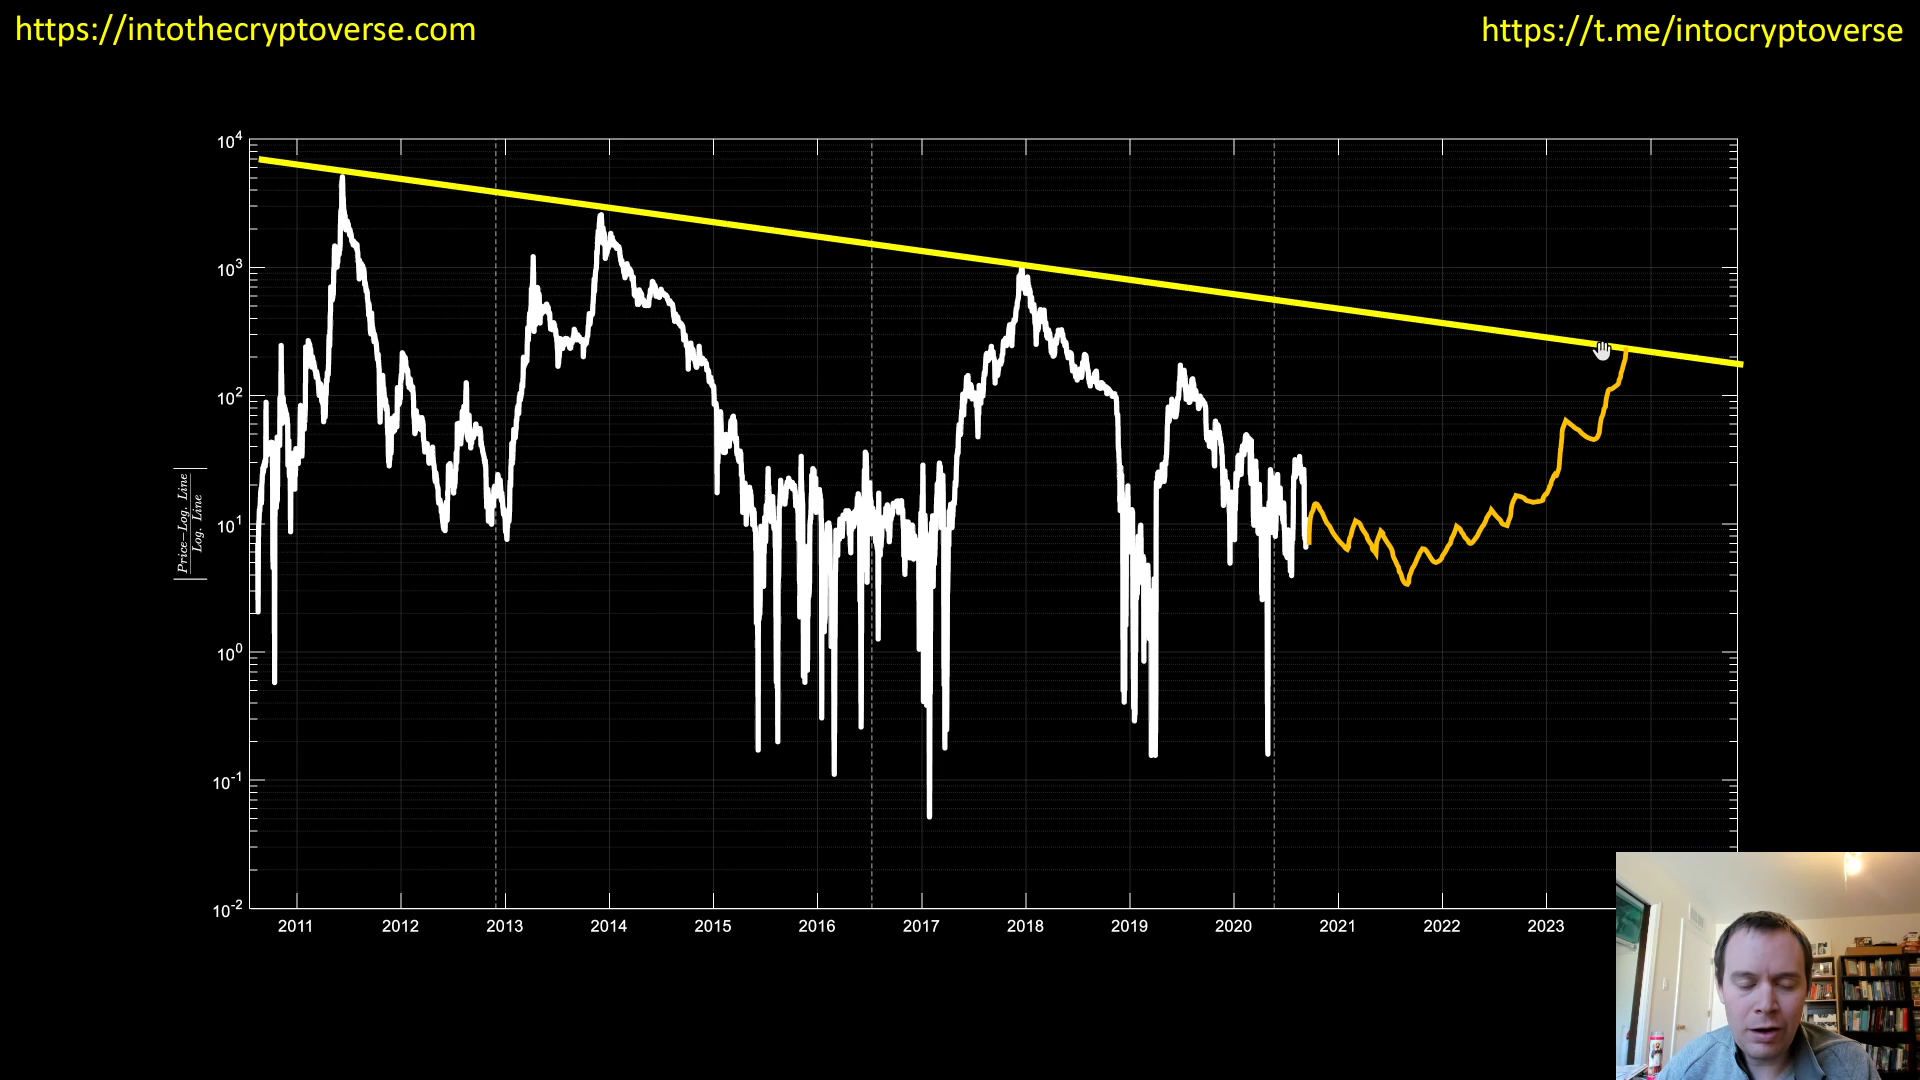 https://intothecryptoverse.com
https://t.me/intocryptoverse
10^4
10^3
10^2
10^1
10^0
10^-1
10^-2
|Price−Log. Line
Log. Line|
2011 2012 2013 2014 2015 2016 2017 2018 2019 2020 2021 2022 2023